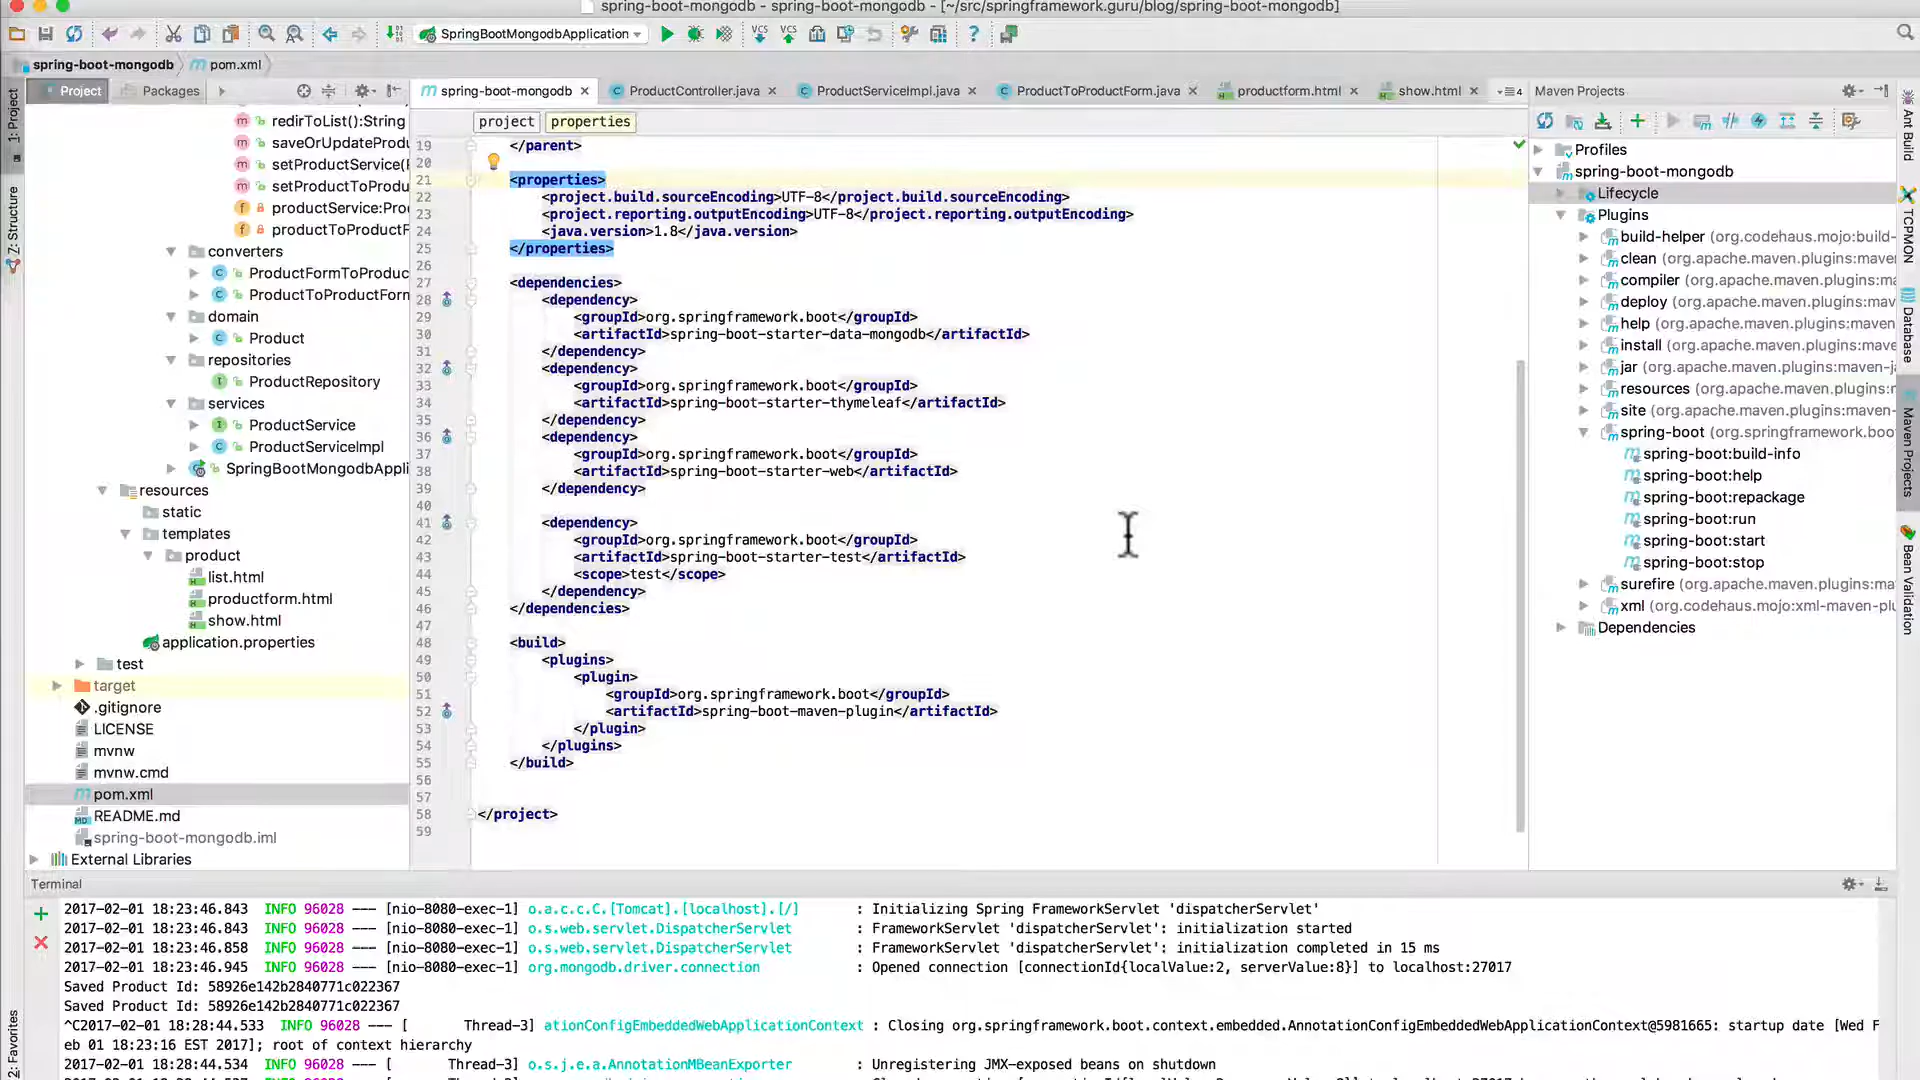 spring-boot-mongodb - spring-boot-mongodb - [~/src/springframework.guru/blog/spring-boot-mongodb]
SpringBootMongodbApplication
VCS VCS
spring-boot-mongodb pom.xml
Project Packages
spring-boot-mongodb ProductController.java ProductServiceImpl.java ProductToProductForm.java productform.html show.html 4
Maven Projects
1: Project
Z: Structure
2: Favorites
redirToList():String
saveOrUpdateProdu
setProductService(
setProductToProdu
productService:Pro
productToProductF
converters
ProductFormToProduc
ProductToProductForn
domain
Product
repositories
ProductRepository
services
ProductService
ProductServiceImpl
SpringBootMongodbAppli
resources
static
templates
product
list.html
productform.html
show.html
application.properties
test
target
.gitignore
LICENSE
mvnw
mvnw.cmd
pom.xml
README.md
spring-boot-mongodb.iml
External Libraries
project properties
19 </parent>
20
21 <properties>
22 <project.build.sourceEncoding>UTF-8</project.build.sourceEncoding>
23 <project.reporting.outputEncoding>UTF-8</project.reporting.outputEncoding>
24 <java.version>1.8</java.version>
25 </properties>
26
27 <dependencies>
28 <dependency>
29 <groupId>org.springframework.boot</groupId>
30 <artifactId>spring-boot-starter-data-mongodb</artifactId>
31 </dependency>
32 <dependency>
33 <groupId>org.springframework.boot</groupId>
34 <artifactId>spring-boot-starter-thymeleaf</artifactId>
35 </dependency>
36 <dependency>
37 <groupId>org.springframework.boot</groupId>
38 <artifactId>spring-boot-starter-web</artifactId>
39 </dependency>
40
41 <dependency>
42 <groupId>org.springframework.boot</groupId>
43 <artifactId>spring-boot-starter-test</artifactId>
44 <scope>test</scope>
45 </dependency>
46 </dependencies>
47
48 <build>
49 <plugins>
50 <plugin>
51 <groupId>org.springframework.boot</groupId>
52 <artifactId>spring-boot-maven-plugin</artifactId>
53 </plugin>
54 </plugins>
55 </build>
56
57
58 </project>
59
Profiles
spring-boot-mongodb
Lifecycle
Plugins
build-helper (org.codehaus.mojo:build-
clean (org.apache.maven.plugins:mave
compiler (org.apache.maven.plugins:m
deploy (org.apache.maven.plugins:mav
help (org.apache.maven.plugins:maver
install (org.apache.maven.plugins:mave
jar (org.apache.maven.plugins:maven-j
resources (org.apache.maven.plugins:r
site (org.apache.maven.plugins:maven-
spring-boot (org.springframework.boo
spring-boot:build-info
spring-boot:help
spring-boot:repackage
spring-boot:run
spring-boot:start
spring-boot:stop
surefire (org.apache.maven.plugins:ma
xml (org.codehaus.mojo:xml-maven-plu
Dependencies
Ant Build
TCPMON
Database
Maven Projects
Bean Validation
Terminal
2017-02-01 18:23:46.843 INFO 96028 --- [nio-8080-exec-1] o.a.c.c.C.[Tomcat].[localhost].[/] : Initializing Spring FrameworkServlet 'dispatcherServlet'
2017-02-01 18:23:46.843 INFO 96028 --- [nio-8080-exec-1] o.s.web.servlet.DispatcherServlet : FrameworkServlet 'dispatcherServlet': initialization started
2017-02-01 18:23:46.858 INFO 96028 --- [nio-8080-exec-1] o.s.web.servlet.DispatcherServlet : FrameworkServlet 'dispatcherServlet': initialization completed in 15 ms
2017-02-01 18:23:46.945 INFO 96028 --- [nio-8080-exec-1] org.mongodb.driver.connection : Opened connection [connectionId{localValue:2, serverValue:8}] to localhost:27017
Saved Product Id: 58926e142b2840771c022367
Saved Product Id: 58926e142b2840771c022367
^C2017-02-01 18:28:44.533 INFO 96028 --- [ Thread-3] ationConfigEmbeddedWebApplicationContext : Closing org.springframework.boot.context.embedded.AnnotationConfigEmbeddedWebApplicationContext@5981665: startup date [Wed F
eb 01 18:23:16 EST 2017]; root of context hierarchy
2017-02-01 18:28:44.534 INFO 96028 --- [ Thread-3] o.s.j.e.a.AnnotationMBeanExporter : Unregistering JMX-exposed beans on shutdown